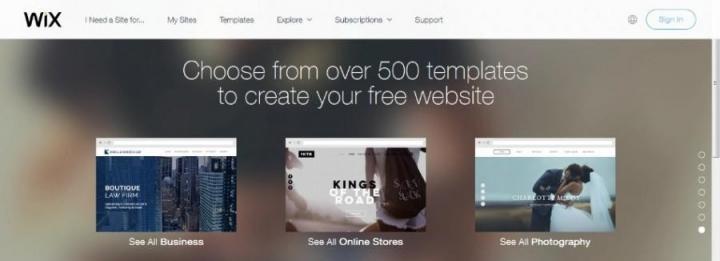 WiX
I Need a Site for...
My Sites
Templates
Explore
Subscriptions
Support
Sign In
Choose from over 500 templates
to create your free website
BOUTIQUE
LAW FIRM
KINGS
OF THE
ROAD
See All Business
See All Online Stores
See All Photography